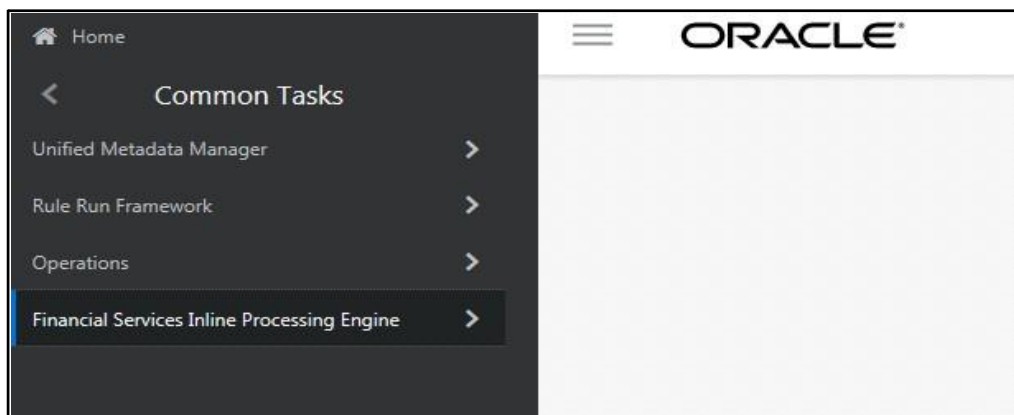 Home
ORACLE®
Common Tasks
Unified Metadata Manager
Rule Run Framework
Operations
Financial Services Inline Processing Engine